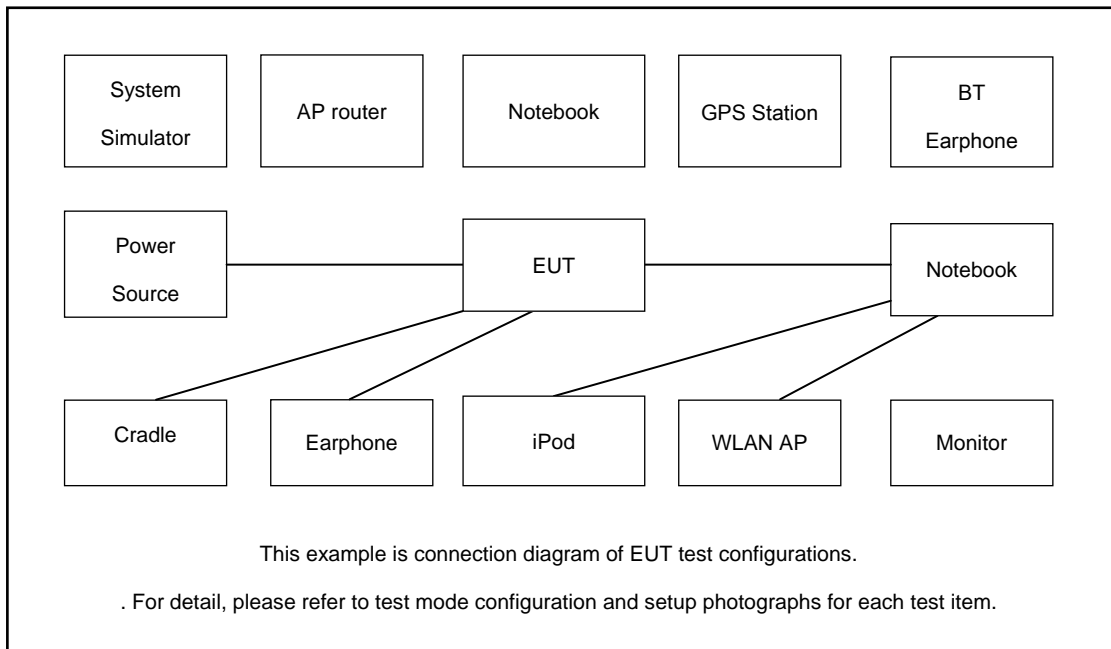 System
Simulator
AP router
Notebook
GPS Station
BT
Earphone
Power
Source
EUT
Notebook
Cradle
Earphone
iPod
WLAN AP
Monitor
This example is connection diagram of EUT test configurations.
. For detail, please refer to test mode configuration and setup photographs for each test item.